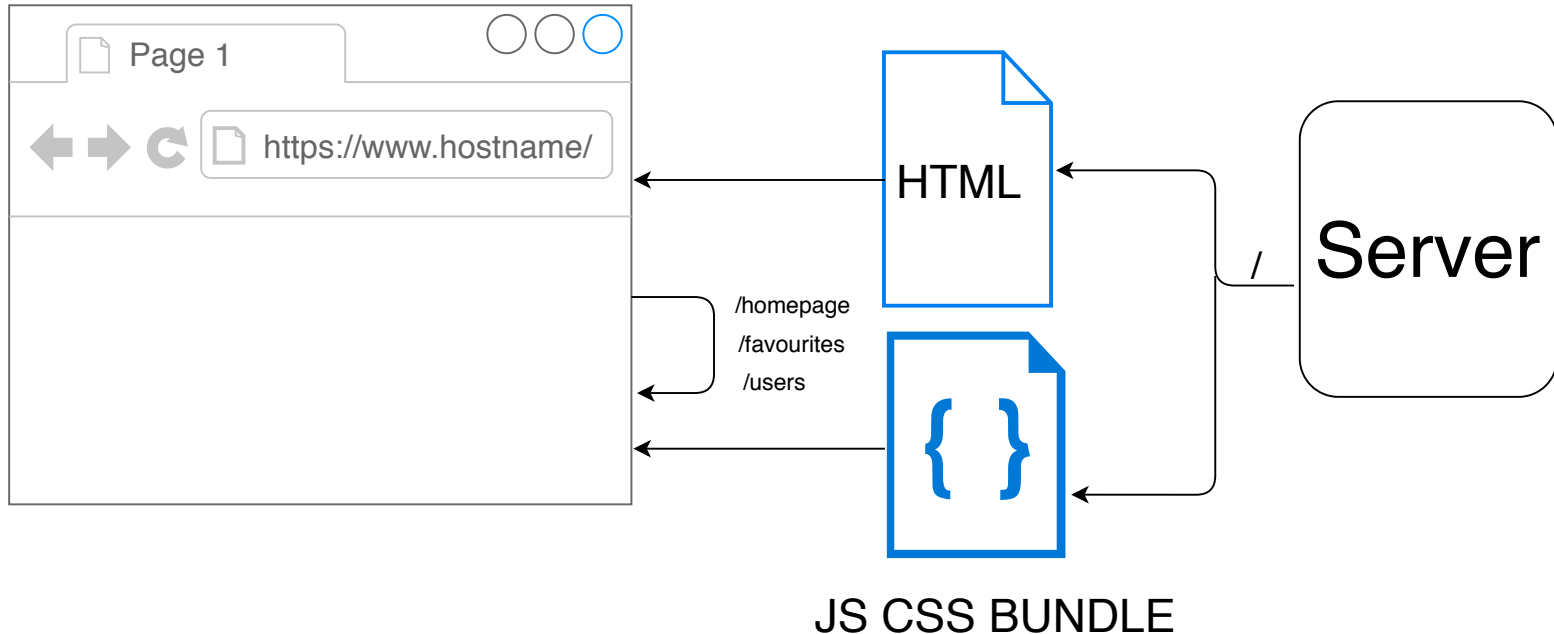 Page 1
https://www.hostname/
HTML
/
Server
/homepage
/favourites
/users
{ }
JS CSS BUNDLE